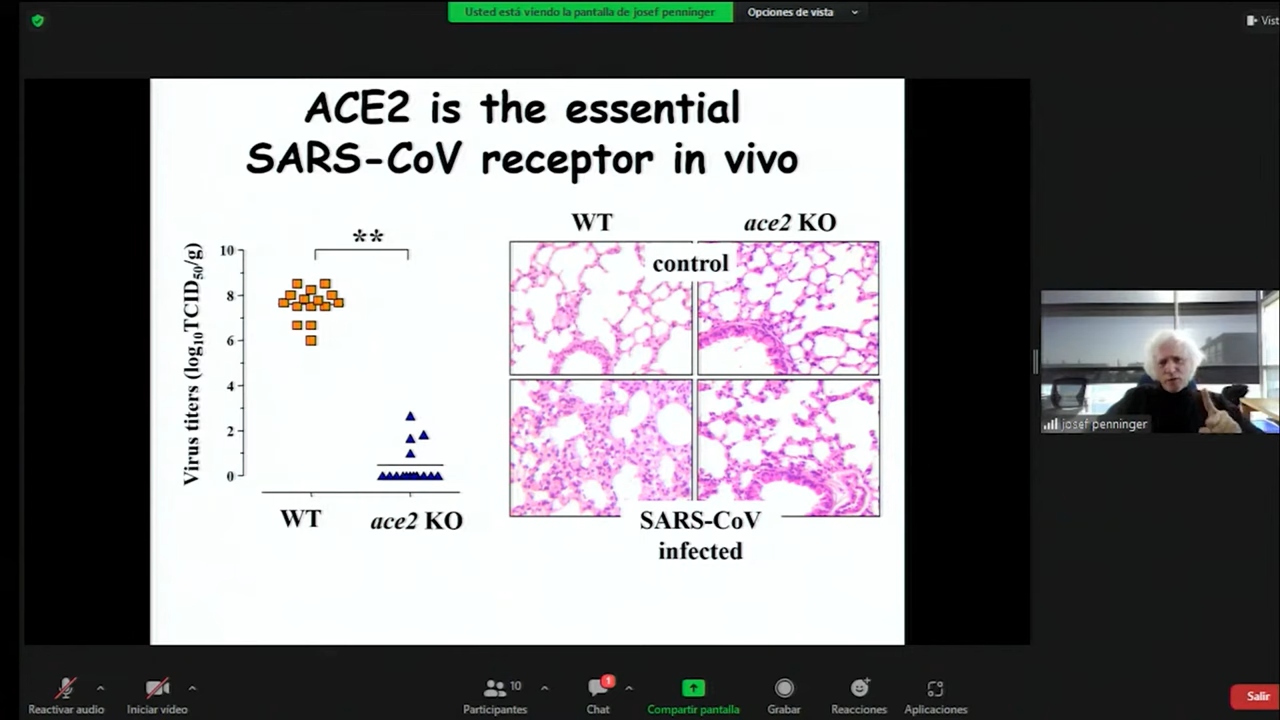 Usted está viendo la pantalla de josef penninger
Opciones de vista
Vist
ACE2 is the essential
SARS-CoV receptor in vivo
WT
ace2 KO
**
control
Virus titers (log10TCID50/g)
10
8
6
4
2
0
WT
ace2 KO
SARS-CoV
infected
josef penninger
Reactivar audio
Iniciar vídeo
10
Participantes
1
Chat
Compartir pantalla
Grabar
Reacciones
Aplicaciones
Salir